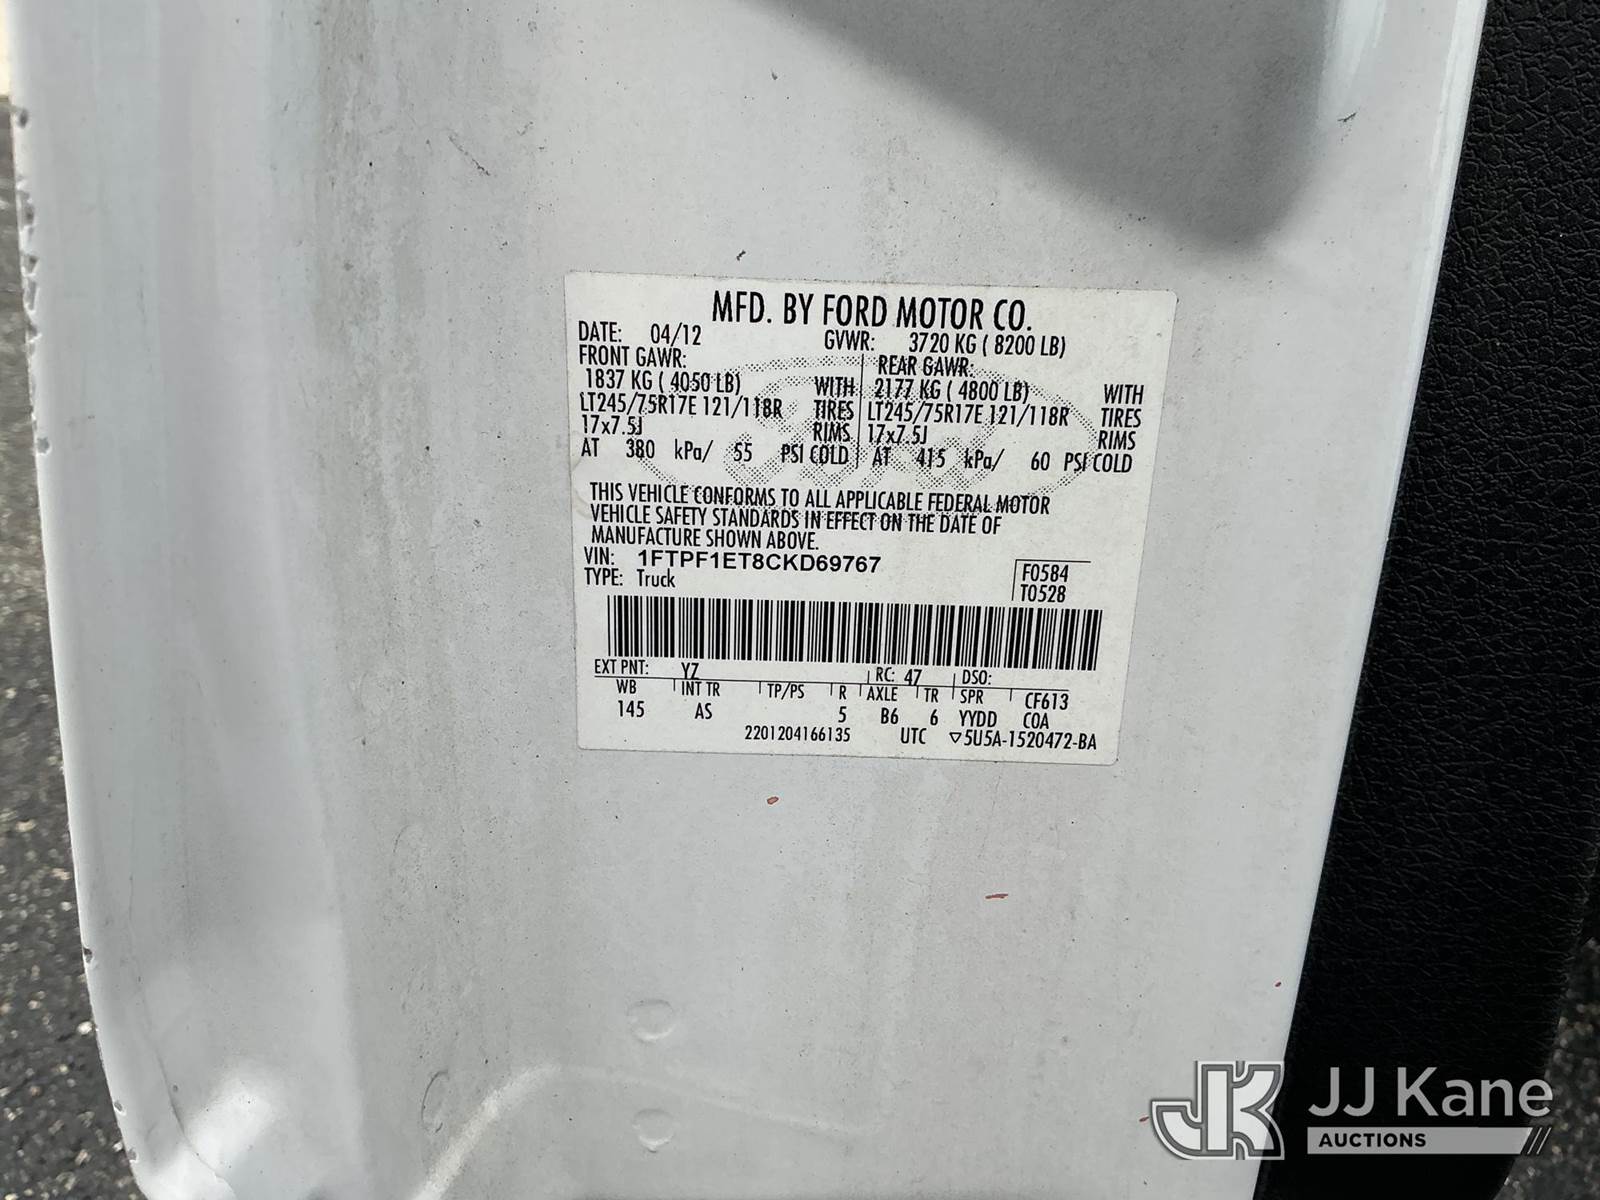 MFD. BY FORD MOTOR CO.
DATE: 04/12 GVWR: 3720 KG ( 8200 LB)
FRONT GAWR: REAR GAWR:
1837 KG ( 4050 LB) WITH 2177 KG ( 4800 LB) WITH
LT245/75R17E 121/118R TIRES LT245/75R17E 121/118R TIRES
17x7.5J RIMS 17x7.5J RIMS
AT 380 kPa/ 55 PSI COLD AT 415 kPa/ 60 PSI COLD
THIS VEHICLE CONFORMS TO ALL APPLICABLE FEDERAL MOTOR
VEHICLE SAFETY STANDARDS IN EFFECT ON THE DATE OF
MANUFACTURE SHOWN ABOVE.
VIN: 1FTPF1ET8CKD69767
TYPE: Truck
F0584
T0528
EXT PNT: YZ RC: 47 DSO:
WB INT TR TP/PS R AXLE TR SPR CF613
145 AS 5 B6 6 YYDD COA
2201204166135 UTC ▽5U5A-1520472-BA
JK JJ Kane
AUCTIONS